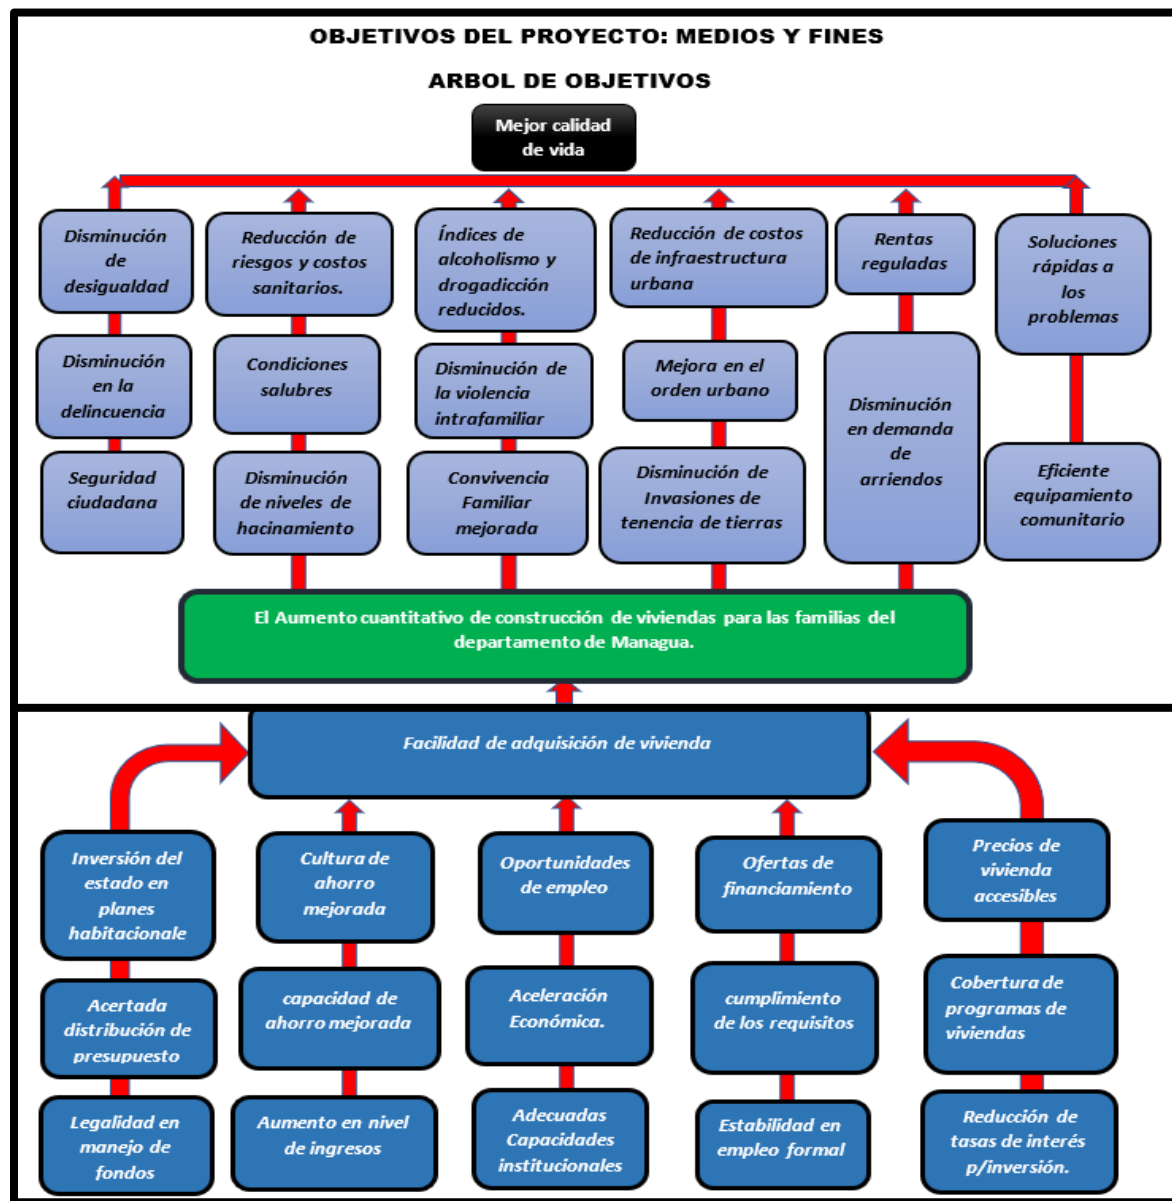 OBJETIVOS DEL PROYECTO: MEDIOS Y FINES
ARBOL DE OBJETIVOS
Mejor calidad
de vida
Disminución
de
desigualdad
Reducción de
riesgos y costos
sanitarios.
Índices de
alcoholismo y
drogadicción
reducidos.
Reducción de costos
de infraestructura
urbana
Rentas
reguladas
Soluciones
rápidas a
los
problemas
Disminución
en la
delincuencia
Condiciones
salubres
Disminución de
la violencia
intrafamiliar
Mejora en el
orden urbano
Disminución
en demanda
de
arriendos
Seguridad
ciudadana
Disminución
de niveles de
hacinamiento
Convivencia
Familiar
mejorada
Disminución de
Invasiones de
tenencia de tierras
Eficiente
equipamiento
comunitario
El Aumento cuantitativo de construcción de viviendas para las familias del
departamento de Managua.
Facilidad de adquisición de vivienda
Inversión del
estado en
planes
habitacionale
Cultura de
ahorro
mejorada
Oportunidades
de empleo
Ofertas de
financiamiento
Precios de
vivienda
accesibles
Acertada
distribución de
presupuesto
capacidad de
ahorro mejorada
Aceleración
Económica.
cumplimiento
de los requisitos
Cobertura de
programas de
viviendas
Legalidad en
manejo de
fondos
Aumento en nivel
de ingresos
Adecuadas
Capacidades
institucionales
Estabilidad en
empleo formal
Reducción de
tasas de interés
p/inversión.